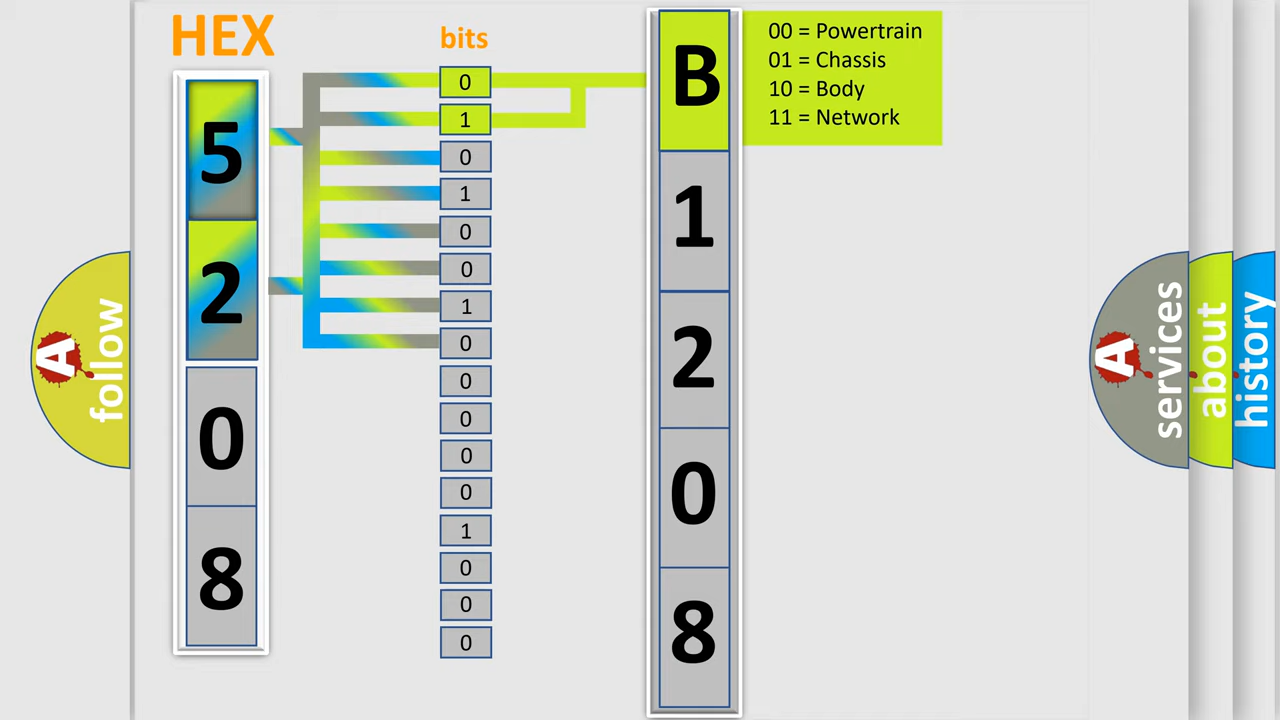 HEX
5
2
0
8
bits
0
1
0
1
0
0
1
0
0
0
0
0
1
0
0
0
B
1
2
0
8
00 = Powertrain
01 = Chassis
10 = Body
11 = Network
A
follow
A
services
about
history